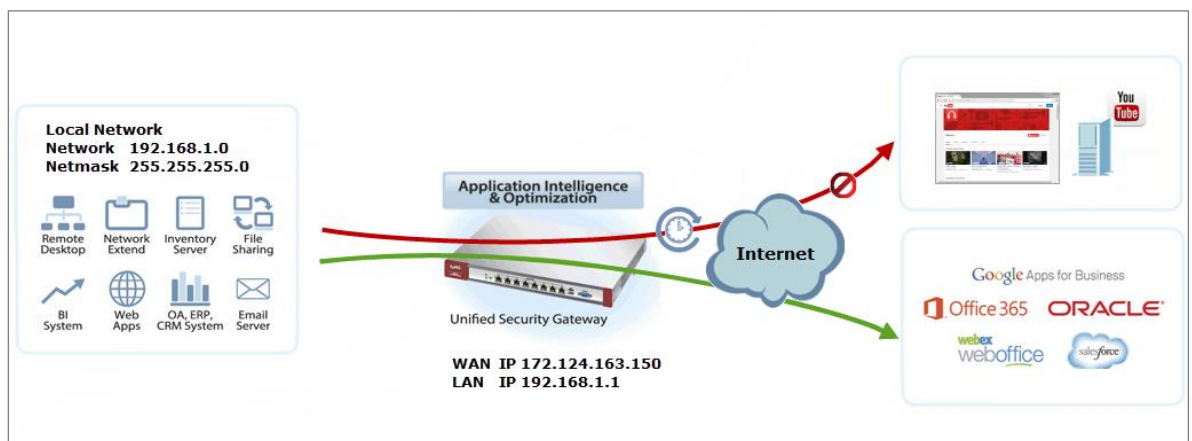 Local Network
Network 192.168.1.0
Netmask 255.255.255.0
Remote Desktop
Network Extend
Inventory Server
File Sharing
BI System
Web Apps
OA, ERP, CRM System
Email Server
Application Intelligence
& Optimization
Unified Security Gateway
WAN IP 172.124.163.150
LAN IP 192.168.1.1
Internet
You
Tube
Google Apps for Business
Office 365
ORACLE
webex
weboffice
salesforce